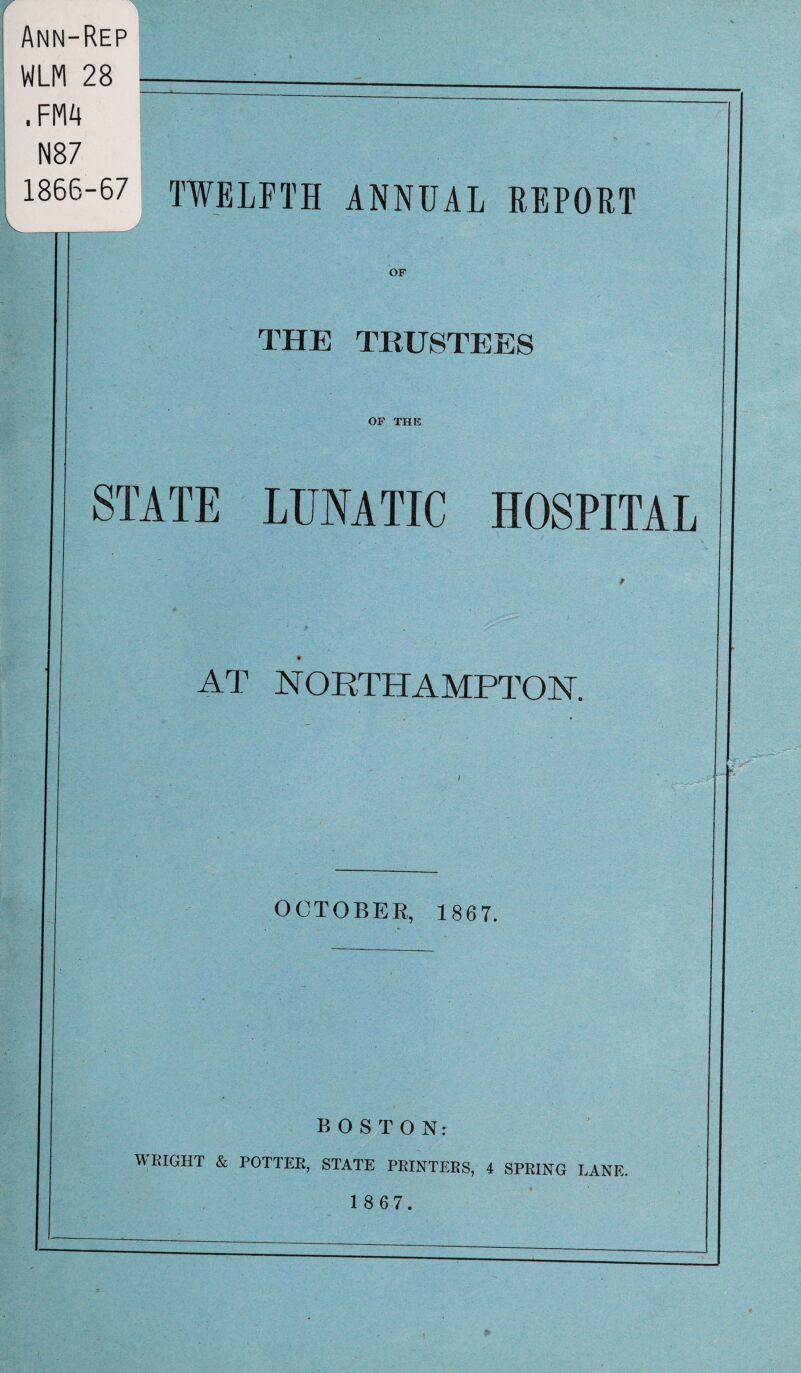 ANN-REP
WLM 28
.FM4
N87
1866-67
TWELFTH ANNUAL REPORT
OF
THE TRUSTEES
OF THE
STATE LUNATIC HOSPITAL
AT NORTHAMPTON.
OCTOBER, 1867.
BOSTON:
WRIGHT & POTTER, STATE PRINTERS, 4 SPRING LANE.
1867.